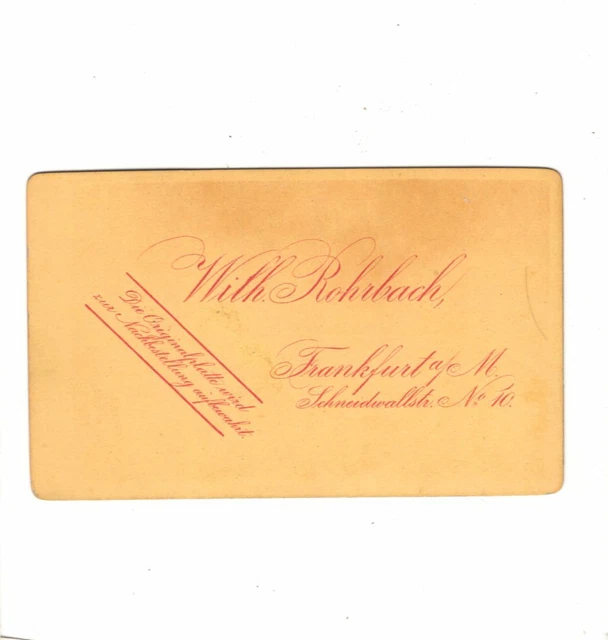 Wilh. Rohrbach,
Die Originalplatte wird
zur Nachbestellung aufbewahrt.
Frankfurt a/M
Schneidwallstr. No 10.